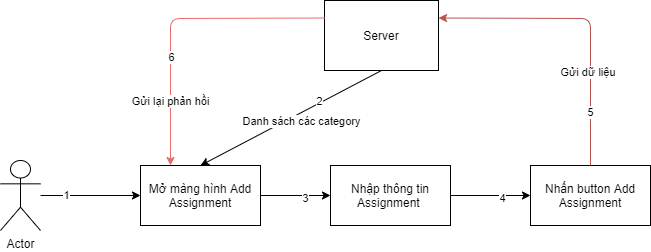 Server
6
Gửi lại phản hồi
2
Danh sách các category
Gửi dữ liệu
5
Actor
1
Mở màng hình Add
Assignment
3
Nhập thông tin
Assignment
4
Nhấn button Add
Assignment